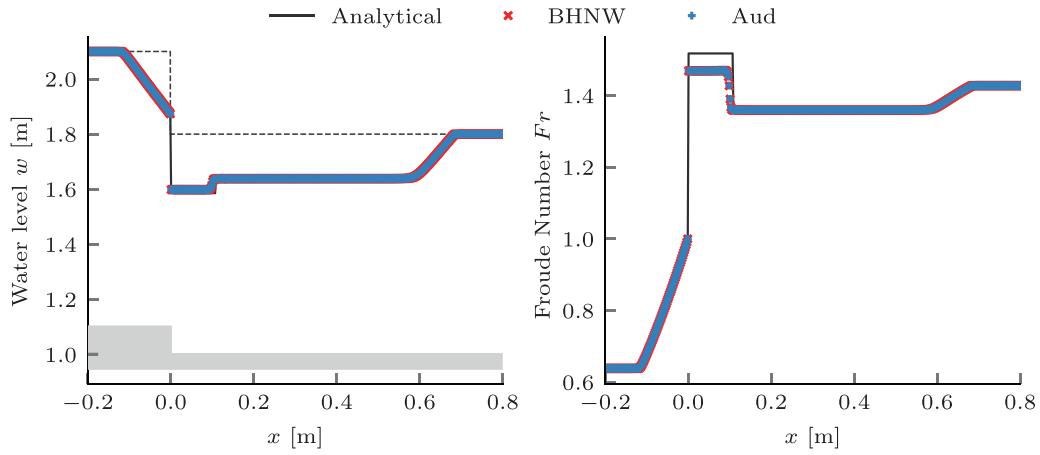 Analytical BHNW Aud
Water level w [m]
2.0
1.8
1.6
1.4
1.2
1.0
−0.2 0.0 0.2 0.4 0.6 0.8
x [m]
Froude Number Fr
1.4
1.2
1.0
0.8
0.6
−0.2 0.0 0.2 0.4 0.6 0.8
x [m]